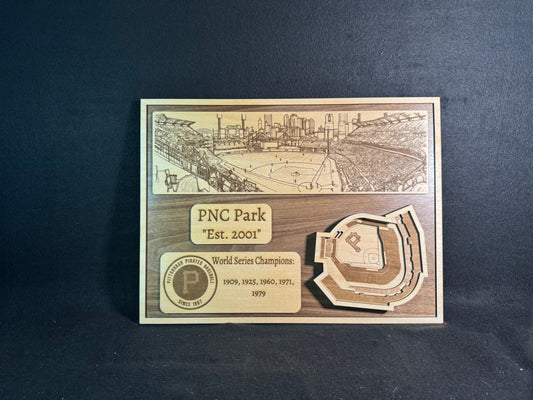 PNC Park
"Est. 2001"
World Series Champions:
1909, 1925, 1960, 1971,
1979
PITTSBURGH PIRATES BASEBALL
P
SINCE 1887
P